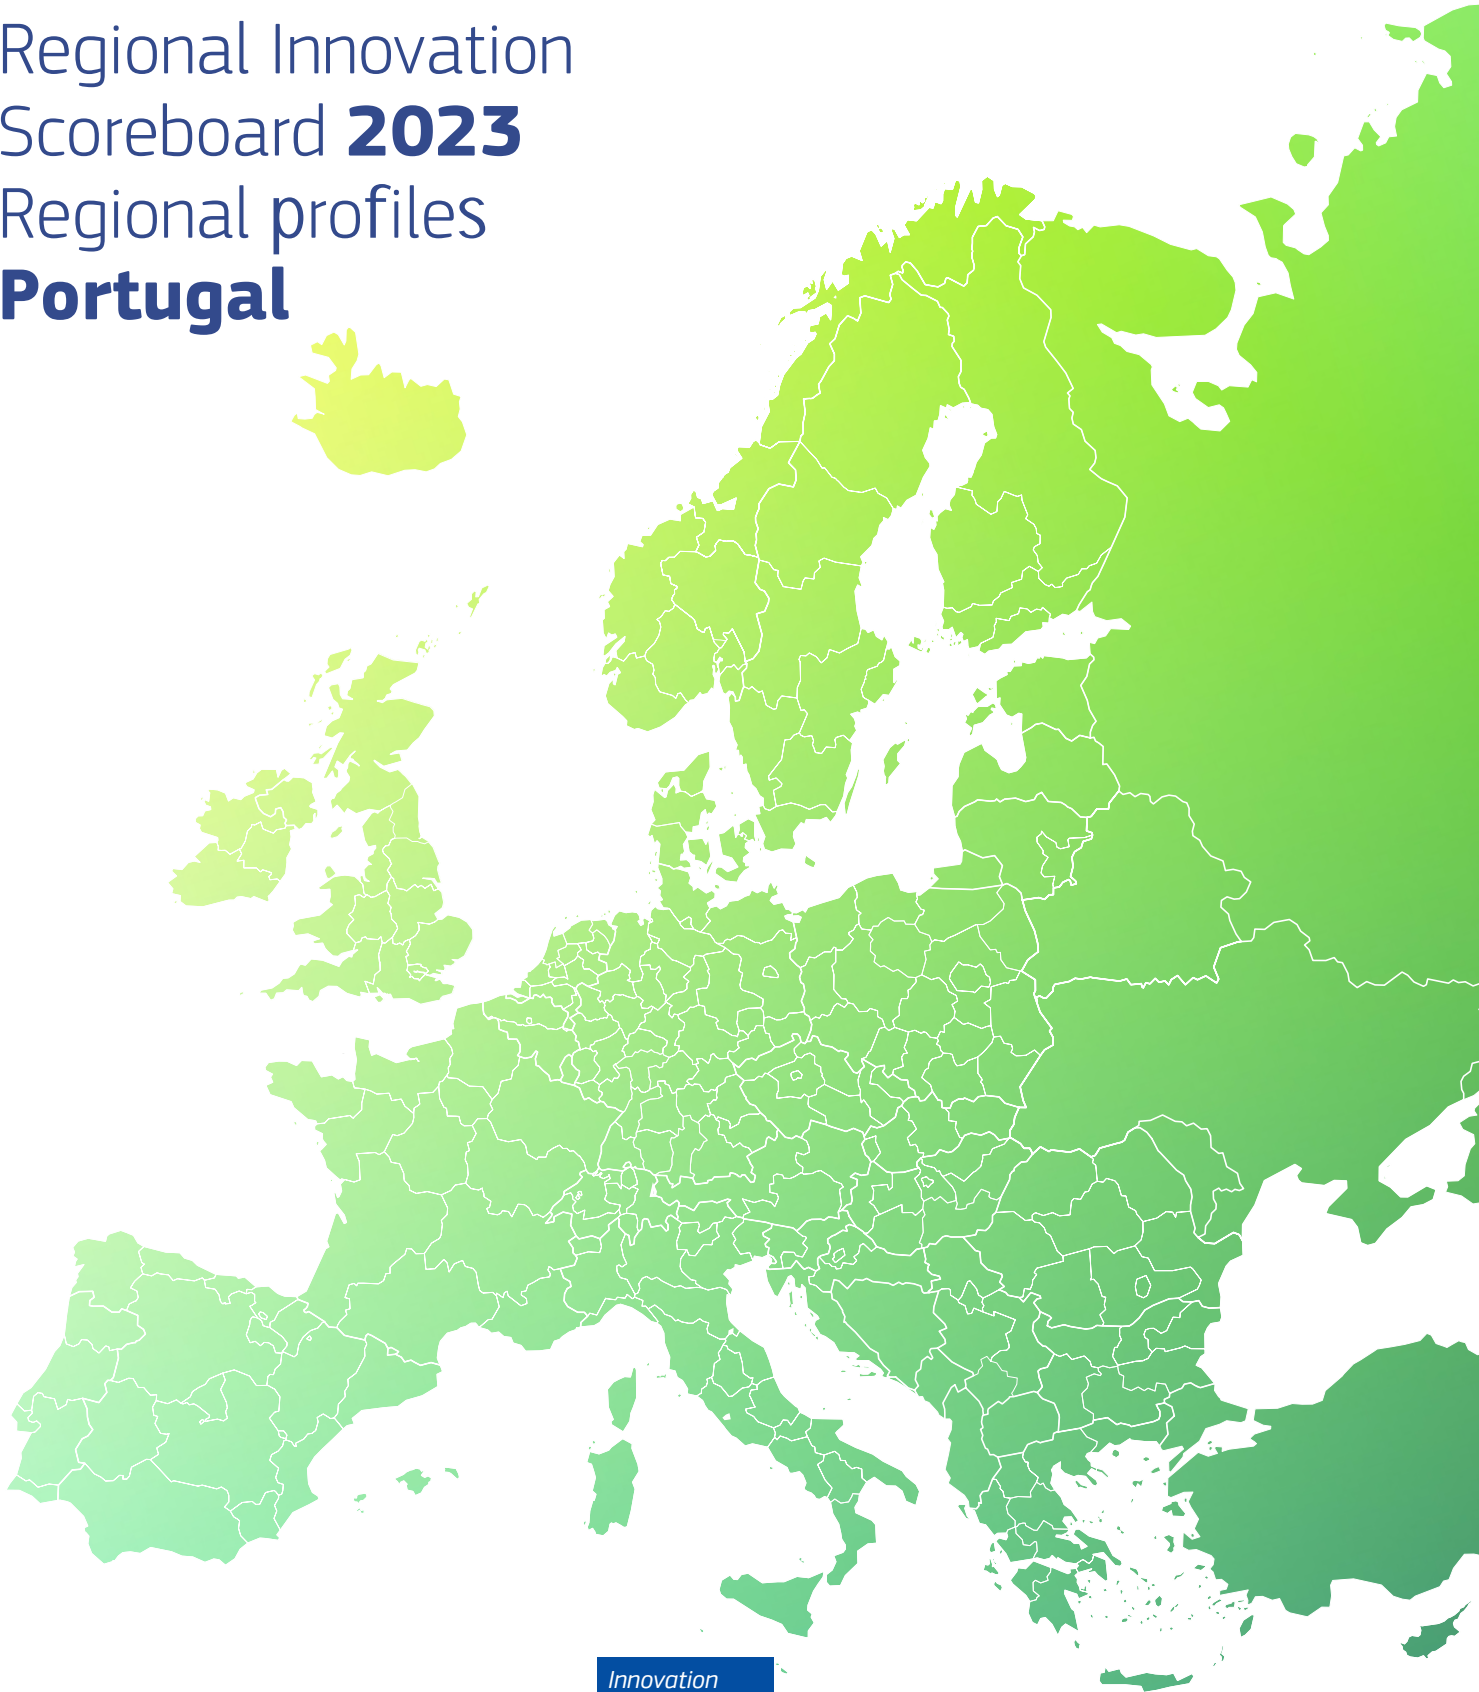 Regional Innovation
Scoreboard 2023
Regional profiles
Portugal
Innovation